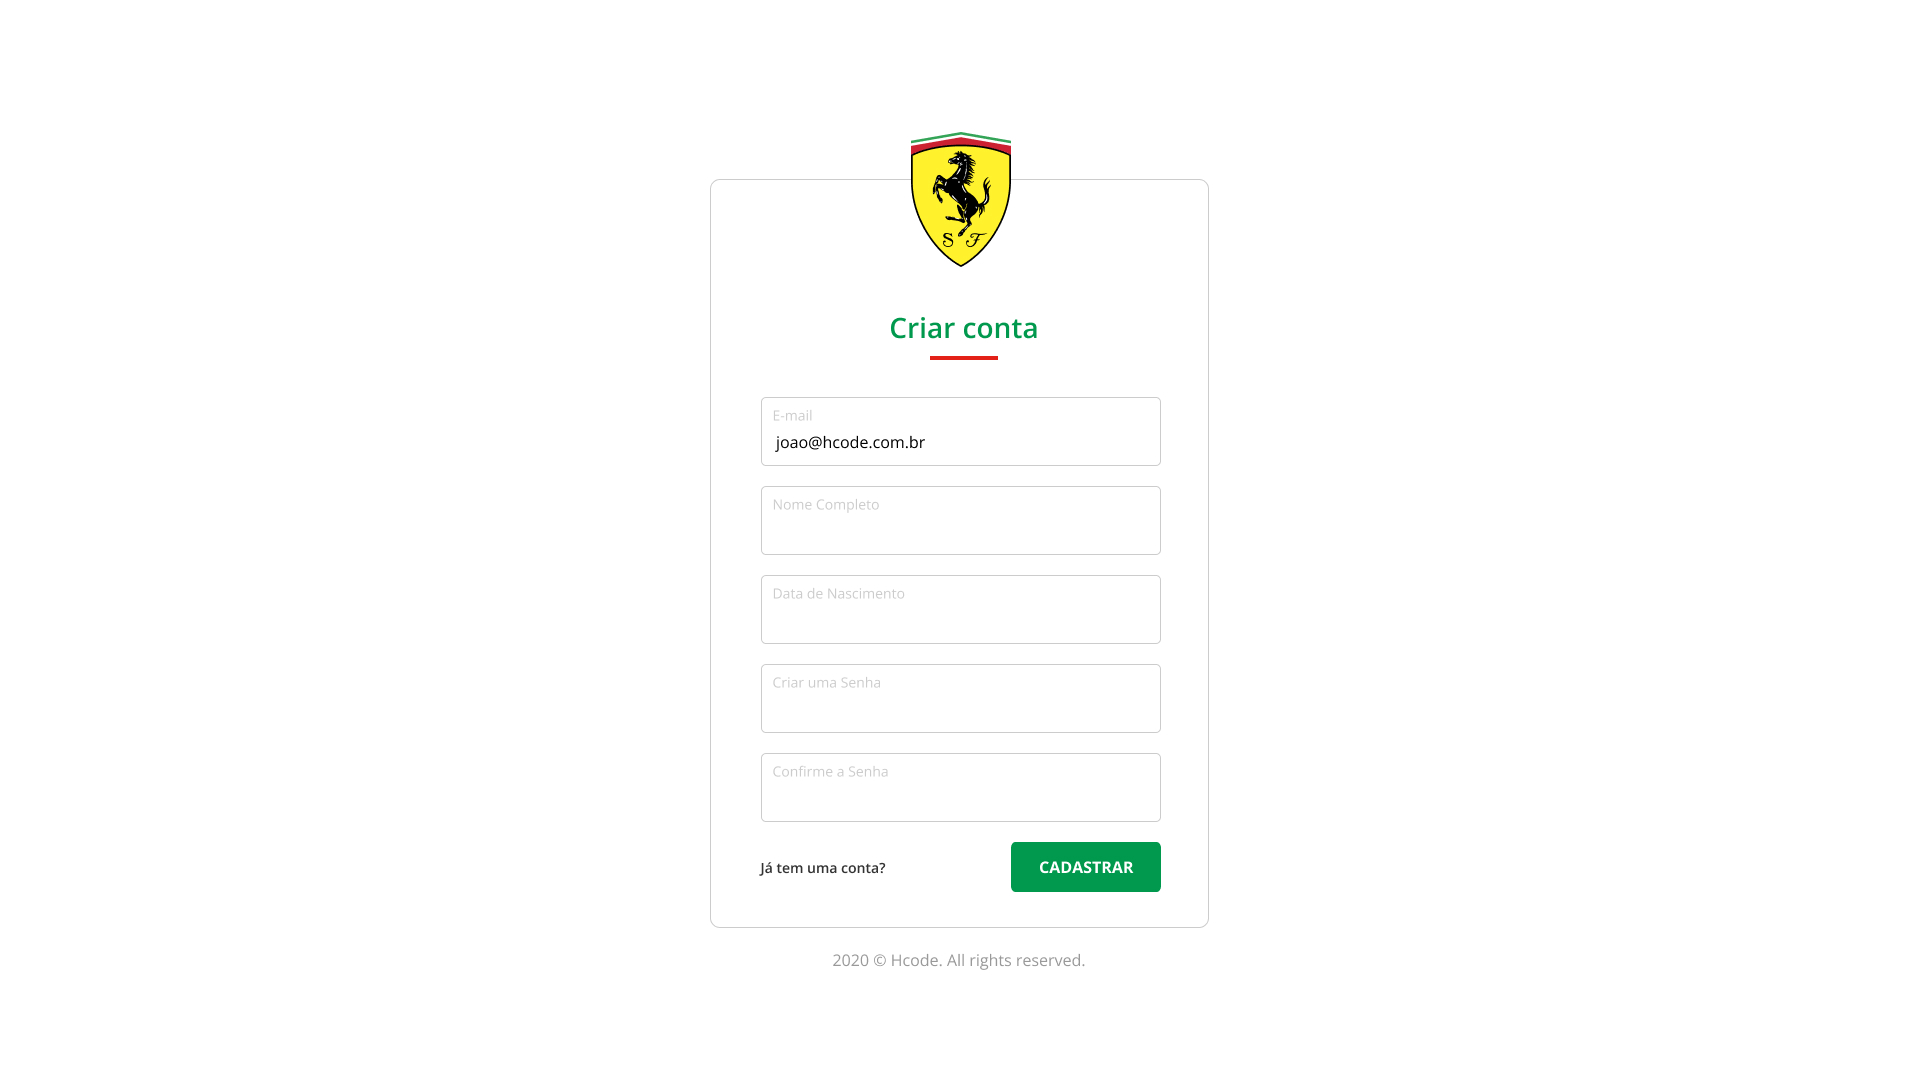 S F
Criar conta
E-mail
joao@hcode.com.br
Nome Completo
Data de Nascimento
Criar uma Senha
Confirme a Senha
Já tem uma conta?
CADASTRAR
2020 © Hcode. All rights reserved.